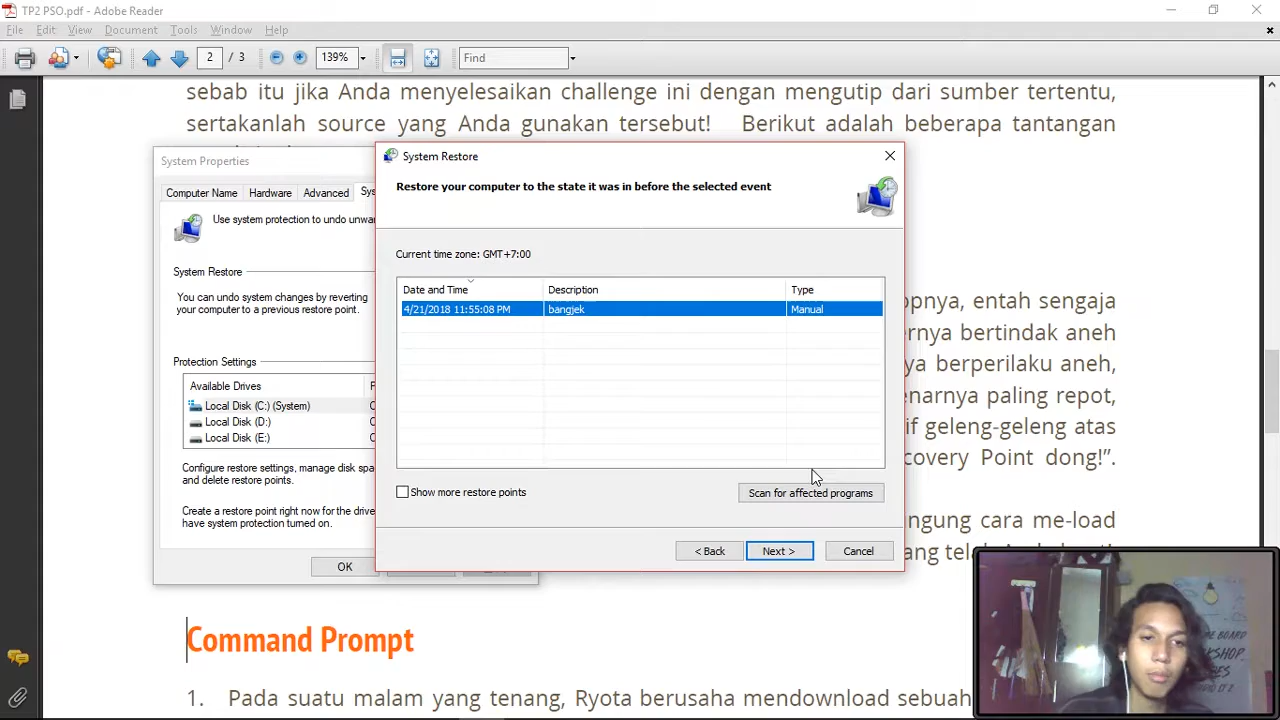 TP2 PSO.pdf - Adobe Reader
File Edit View Document Tools Window Help
2 / 3 139% Find
sebab itu jika Anda menyelesaikan challenge ini dengan mengutip dari sumber tertentu,
sertakanlah source yang Anda gunakan tersebut! Berikut adalah beberapa tantangan
System Properties
Computer Name Hardware Advanced Sy
Use system protection to undo unwa
System Restore
You can undo system changes by reverting
your computer to a previous restore point.
Protection Settings
Available Drives P
Local Disk (C:) (System)
Local Disk (D:)
Local Disk (E:)
Configure restore settings, manage disk spa
and delete restore points.
Create a restore point right now for the drive
have system protection turned on.
OK
System Restore
Restore your computer to the state it was in before the selected event
Current time zone: GMT+7:00
Date and Time Description Type
4/21/2018 11:55:08 PM bangjek Manual
Show more restore points
Scan for affected programs
< Back Next > Cancel
opnya, entah sengaja
ernya bertindak aneh
ya berperilaku aneh,
enarnya paling repot,
if geleng-geleng atas
covery Point dong!”.
ngung cara me-load
Command Prompt
1. Pada suatu malam yang tenang, Ryota berusaha mendownload sebuah